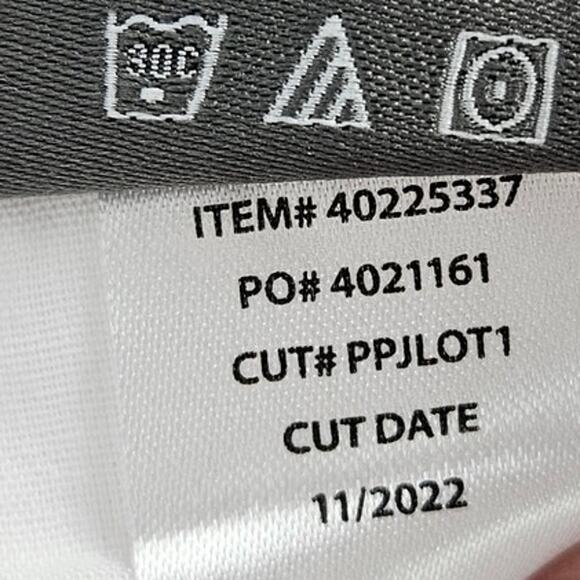 30C
ITEM# 40225337
PO# 4021161
CUT# PPJLOT1
CUT DATE
11/2022